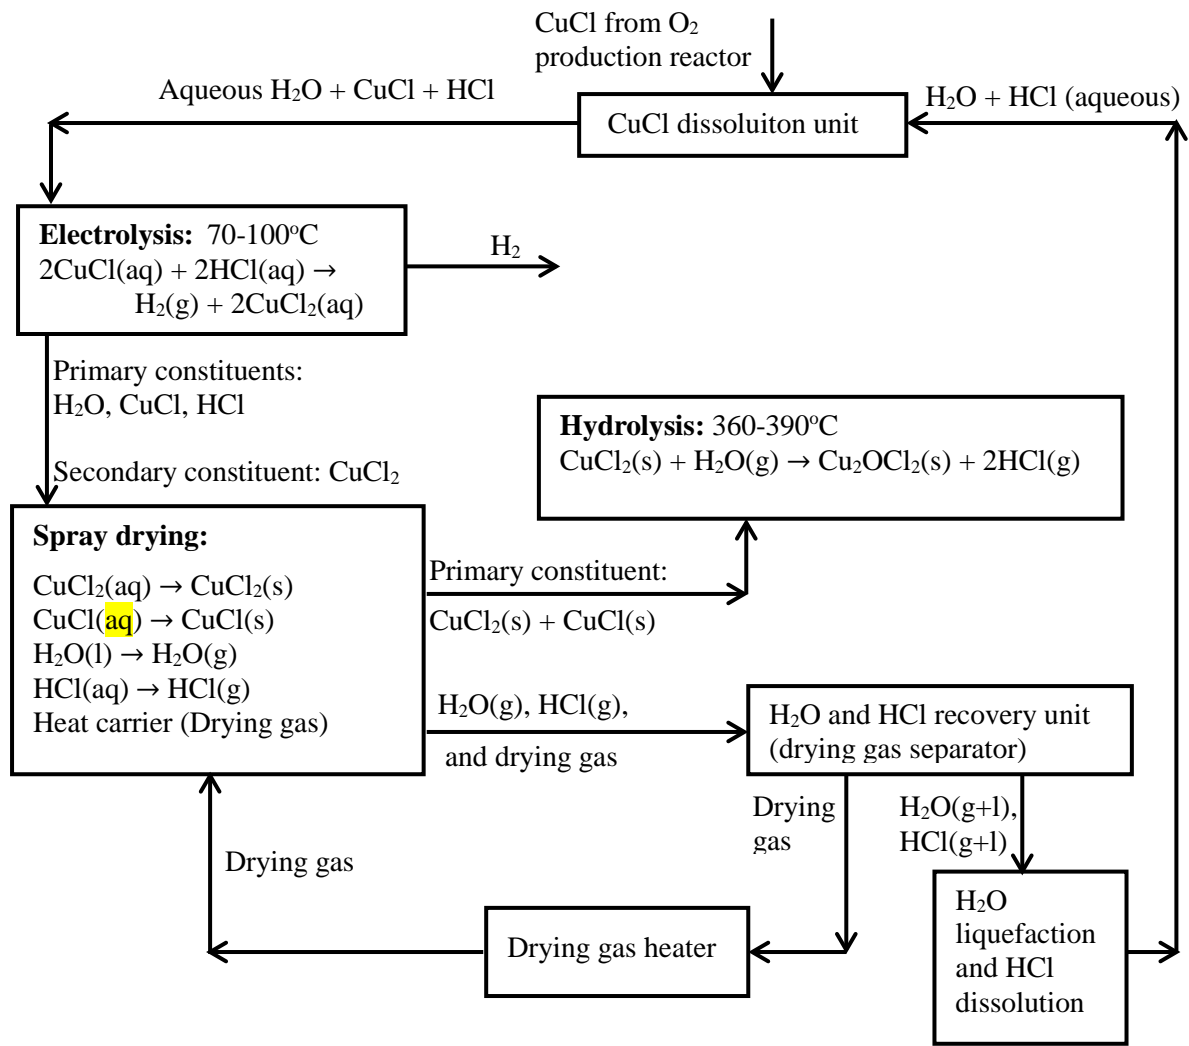 CuCl from O₂
production reactor
Aqueous H₂O + CuCl + HCl
H₂O + HCl (aqueous)
CuCl dissoluiton unit
Electrolysis: 70-100°C
2CuCl(aq) + 2HCl(aq) →
H₂(g) + 2CuCl₂(aq)
H₂
Primary constituents:
H₂O, CuCl, HCl
Secondary constituent: CuCl₂
Hydrolysis: 360-390°C
CuCl₂(s) + H₂O(g) → Cu₂OCl₂(s) + 2HCl(g)
Spray drying:
CuCl₂(aq) → CuCl₂(s)
CuCl(aq) → CuCl(s)
H₂O(l) → H₂O(g)
HCl(aq) → HCl(g)
Heat carrier (Drying gas)
Primary constituent:
CuCl₂(s) + CuCl(s)
H₂O(g), HCl(g),
and drying gas
H₂O and HCl recovery unit
(drying gas separator)
Drying
gas
H₂O(g+l),
HCl(g+l)
Drying gas
Drying gas heater
H₂O
liquefaction
and HCl
dissolution